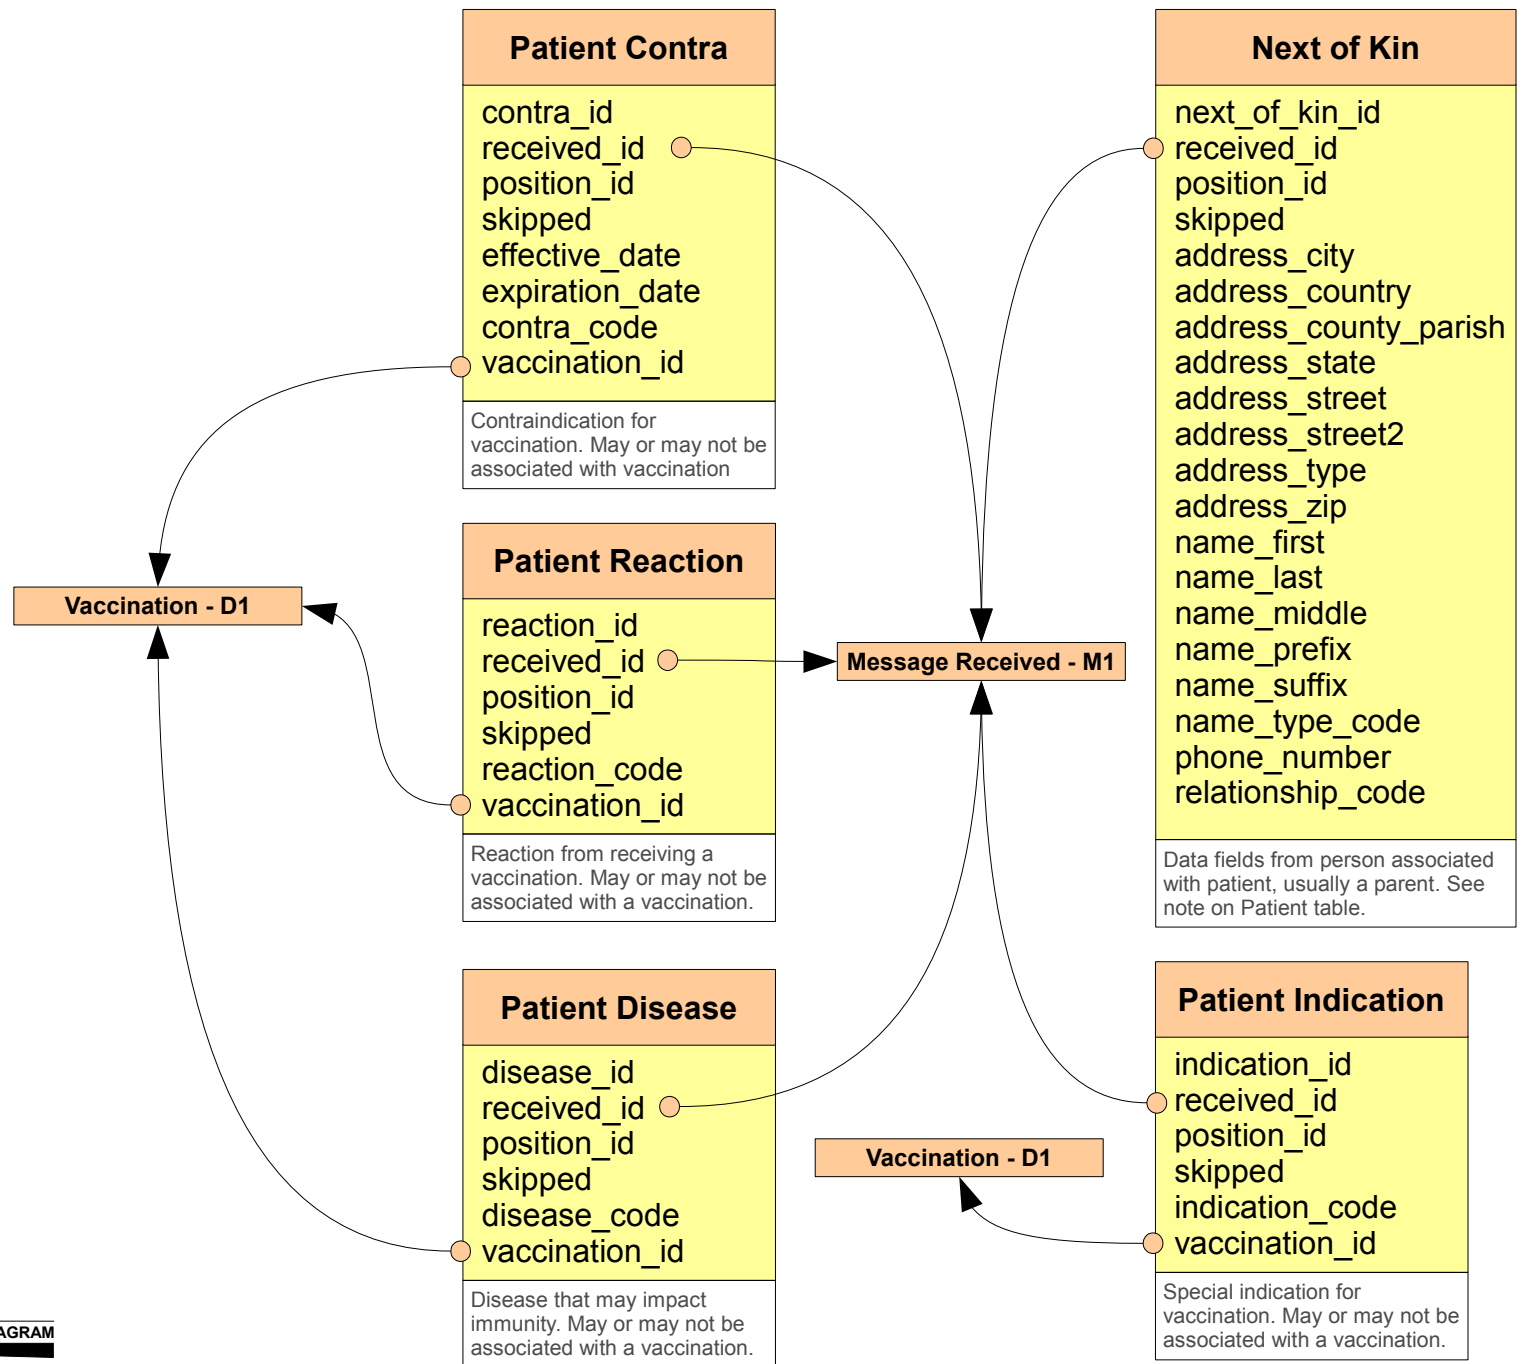 Patient Contra
contra_id
received_id
position_id
skipped
effective_date
expiration_date
contra_code
vaccination_id
Contraindication for
vaccination. May or may not be
associated with vaccination
Next of Kin
next_of_kin_id
received_id
position_id
skipped
address_city
address_country
address_county_parish
address_state
address_street
address_street2
address_type
address_zip
name_first
name_last
name_middle
name_prefix
name_suffix
name_type_code
phone_number
relationship_code
Data fields from person associated
with patient, usually a parent. See
note on Patient table.
Vaccination - D1
Patient Reaction
reaction_id
received_id
position_id
skipped
reaction_code
vaccination_id
Reaction from receiving a
vaccination. May or may not be
associated with a vaccination.
Message Received - M1
Patient Disease
disease_id
received_id
position_id
skipped
disease_code
vaccination_id
Disease that may impact
immunity. May or may not be
associated with a vaccination.
Vaccination - D1
Patient Indication
indication_id
received_id
position_id
skipped
indication_code
vaccination_id
Special indication for
vaccination. May or may not be
associated with a vaccination.
AGRAM